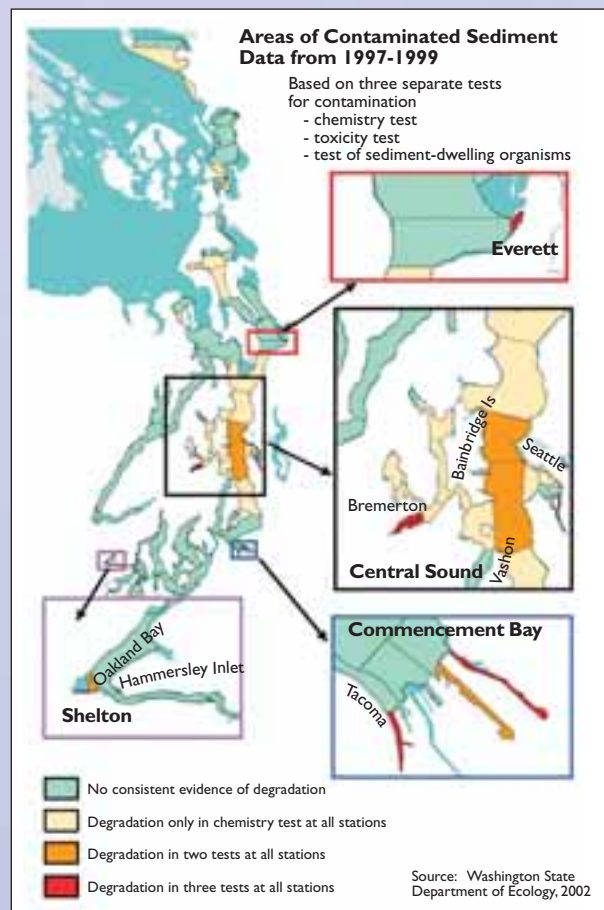 Areas of Contaminated Sediment
Data from 1997-1999
Based on three separate tests
for contamination
- chemistry test
- toxicity test
- test of sediment-dwelling organisms
Everett
Bainbridge Is
Seattle
Bremerton
Vashon
Central Sound
Oakland Bay
Hammersley Inlet
Shelton
Commencement Bay
Tacoma
No consistent evidence of degradation
Degradation only in chemistry test at all stations
Degradation in two tests at all stations
Degradation in three tests at all stations
Source: Washington State
Department of Ecology, 2002